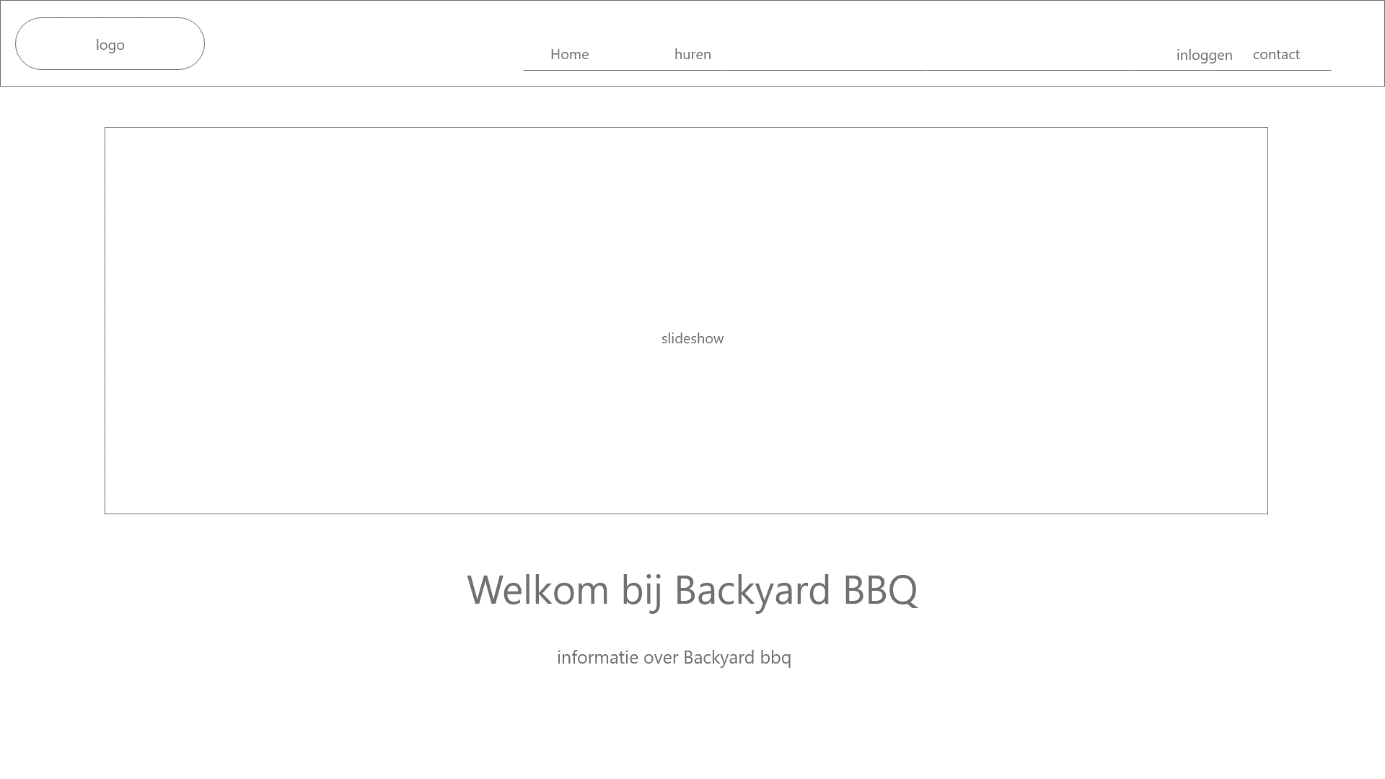 logo
Home huren inloggen contact
slideshow
Welkom bij Backyard BBQ
informatie over Backyard bbq